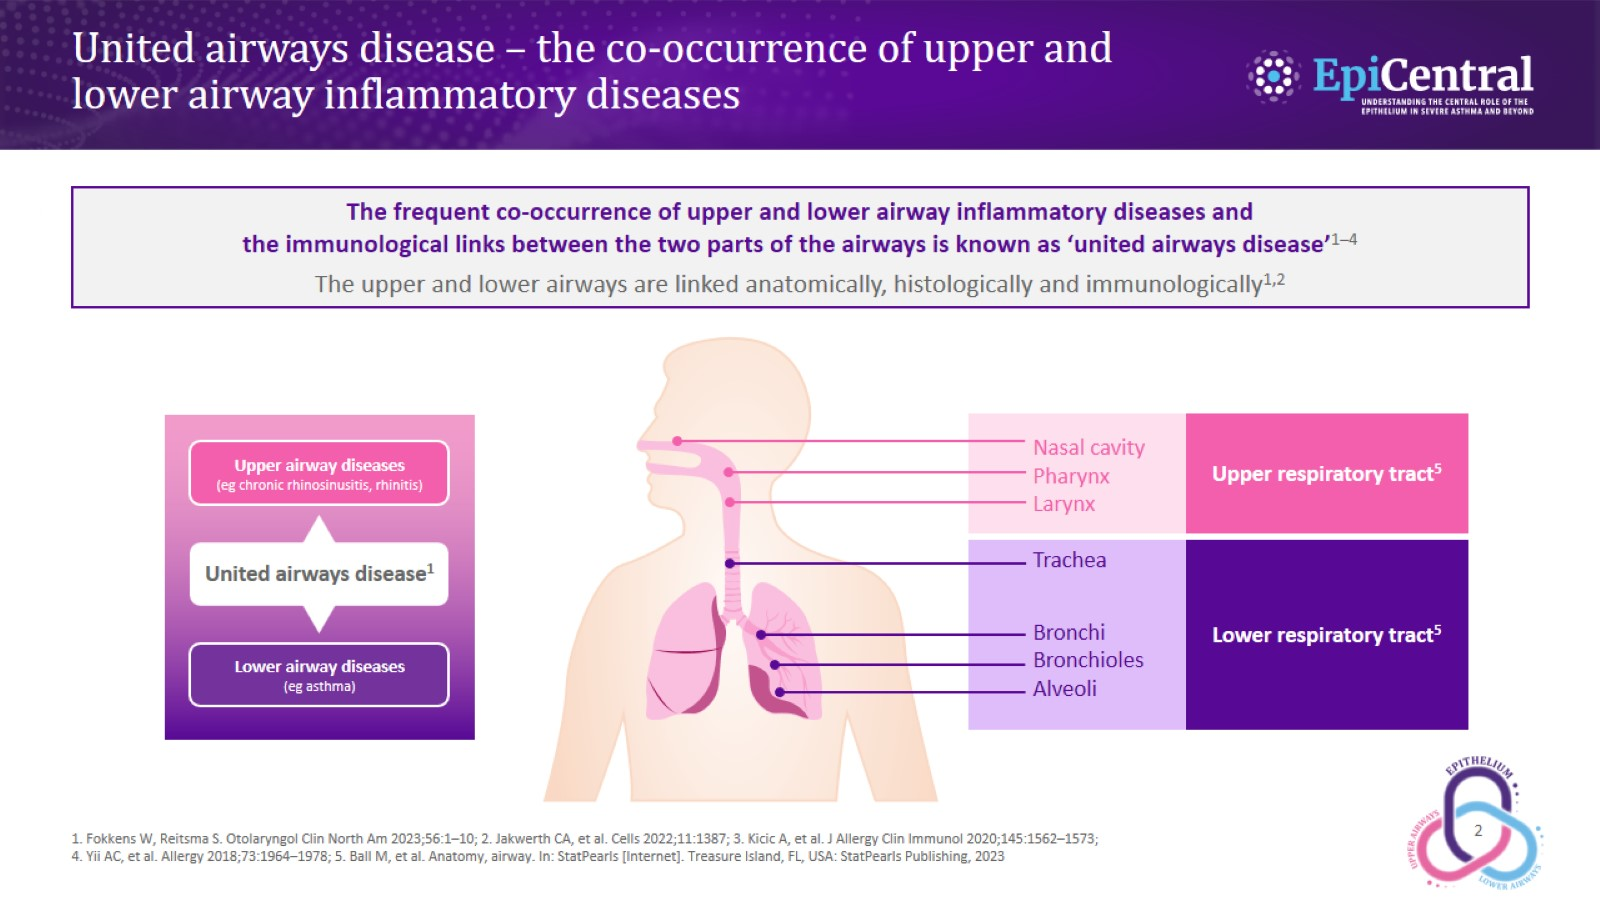 United airways disease – the co-occurrence of upper and
lower airway inflammatory diseases
EpiCentral
UNDERSTANDING THE CENTRAL ROLE OF THE
EPITHELIUM IN SEVERE ASTHMA AND BEYOND
The frequent co-occurrence of upper and lower airway inflammatory diseases and
the immunological links between the two parts of the airways is known as ‘united airways disease’1–4
The upper and lower airways are linked anatomically, histologically and immunologically1,2
Upper airway diseases
(eg chronic rhinosinusitis, rhinitis)
United airways disease1
Lower airway diseases
(eg asthma)
Nasal cavity
Pharynx
Larynx
Upper respiratory tract5
Trachea
Bronchi
Bronchioles
Alveoli
Lower respiratory tract5
1. Fokkens W, Reitsma S. Otolaryngol Clin North Am 2023;56:1–10; 2. Jakwerth CA, et al. Cells 2022;11:1387; 3. Kicic A, et al. J Allergy Clin Immunol 2020;145:1562–1573;
4. Yii AC, et al. Allergy 2018;73:1964–1978; 5. Ball M, et al. Anatomy, airway. In: StatPearls [Internet]. Treasure Island, FL, USA: StatPearls Publishing, 2023
EPITHELIUM
UPPER AIRWAYS
2
LOWER AIRWAYS